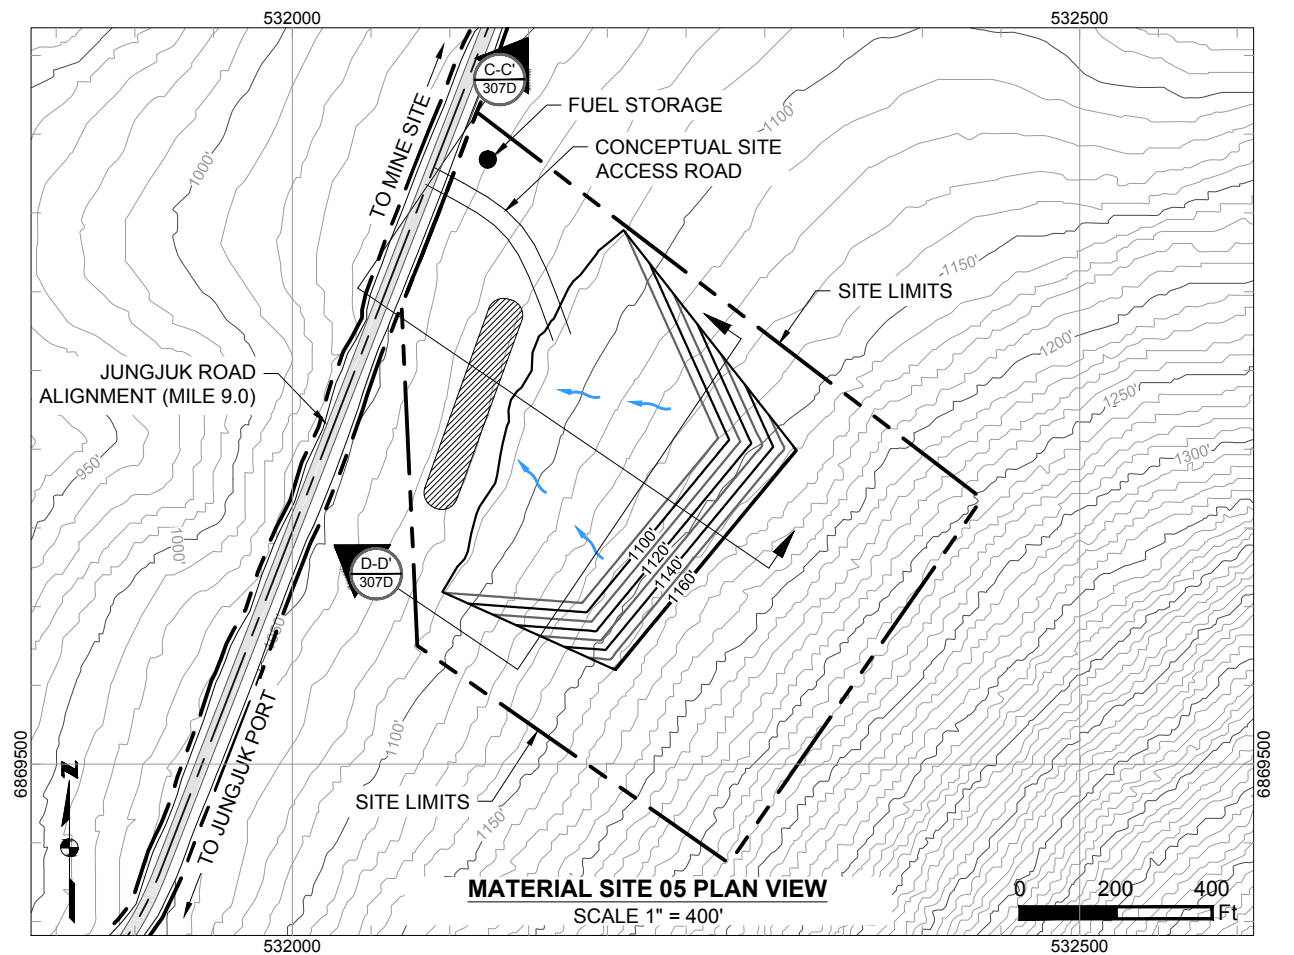 532000
532500
C-C'
307D
FUEL STORAGE
1100'
TO MINE SITE
CONCEPTUAL SITE
ACCESS ROAD
1000'
1150'
SITE LIMITS
1200'
JUNGJUK ROAD
ALIGNMENT (MILE 9.0)
1250'
1300'
950'
1000'
1100'
1120'
1140'
1160'
D-D'
307D
TO JUNGJUK PORT
1100'
6869500
6869500
Z
SITE LIMITS
1150'
MATERIAL SITE 05 PLAN VIEW
SCALE 1" = 400'
0 200 400
Ft
532000
532500